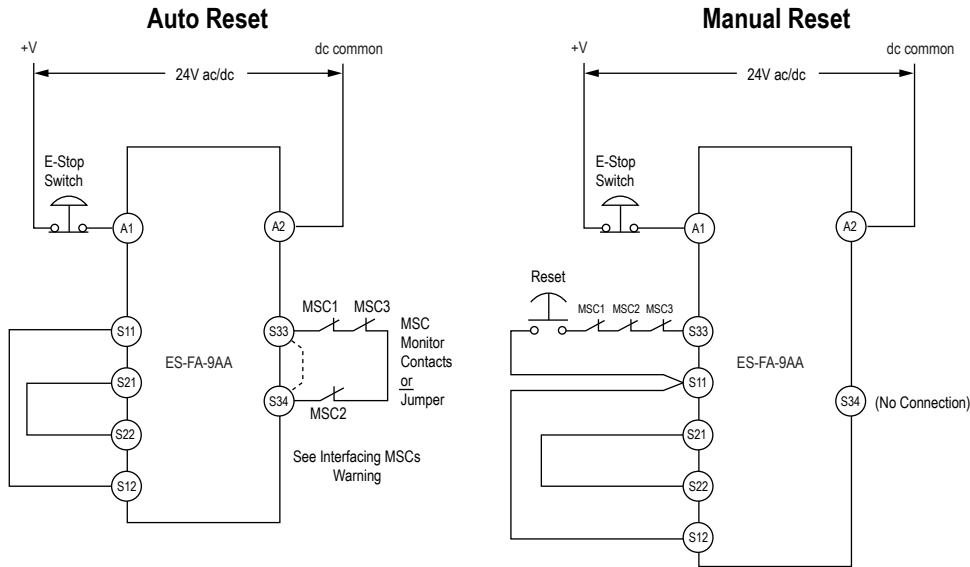 Auto Reset
+V
dc common
24V ac/dc
E-Stop
Switch
A1
A2
S11
S21
S22
S12
ES-FA-9AA
S33
S34
MSC1
MSC3
MSC2
MSC
Monitor
Contacts
or
Jumper
See Interfacing MSCs
Warning
Manual Reset
+V
dc common
24V ac/dc
E-Stop
Switch
A1
A2
Reset
MSC1
MSC2
MSC3
S33
S11
S21
S22
S12
ES-FA-9AA
S34
(No Connection)